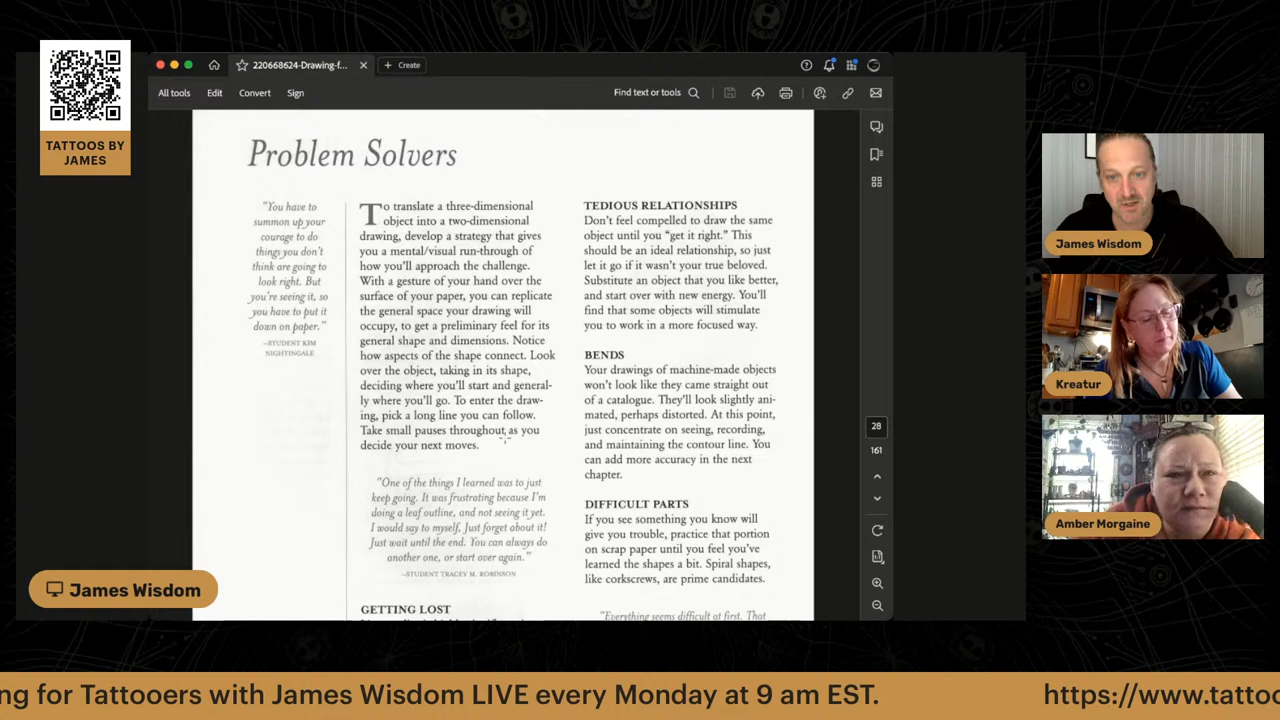 TATTOOS BY
JAMES
220668624-Drawing-f...
Create
All tools
Edit
Convert
Sign
Find text or tools
Problem Solvers
"You have to
summon up your
courage to do
things you don't
think are going to
look right. But
you're seeing it, so
you have to put it
down on paper."
—STUDENT KIM
NIGHTINGALE
To translate a three-dimensional
object into a two-dimensional
drawing, develop a strategy that gives
you a mental/visual run-through of
how you'll approach the challenge.
With a gesture of your hand over the
surface of your paper, you can replicate
the general space your drawing will
occupy, to get a preliminary feel for its
general shape and dimensions. Notice
how aspects of the shape connect. Look
over the object, taking in its shape,
deciding where you'll start and general-
ly where you'll go. To enter the draw-
ing, pick a long line you can follow.
Take small pauses throughout as you
decide your next moves.
"One of the things I learned was to just
keep going. It was frustrating because I'm
doing a leaf outline, and not seeing it yet.
I would say to myself, Just forget about it!
Just wait until the end. You can always do
another one, or start over again."
—STUDENT TRACEY M. ROBINSON
GETTING LOST
TEDIOUS RELATIONSHIPS
Don't feel compelled to draw the same
object until you "get it right." This
should be an ideal relationship, so just
let it go if it wasn't your true beloved.
Substitute an object that you like better,
and start over with new energy. You'll
find that some objects will stimulate
you to work in a more focused way.
BENDS
Your drawings of machine-made objects
won't look like they came straight out
of a catalogue. They'll look slightly ani-
mated, perhaps distorted. At this point,
just concentrate on seeing, recording,
and maintaining the contour line. You
can add more accuracy in the next
chapter.
DIFFICULT PARTS
If you see something you know will
give you trouble, practice that portion
on scrap paper until you feel you've
learned the shapes a bit. Spiral shapes,
like corkscrews, are prime candidates.
"Everything seems difficult at first. That
28
161
James Wisdom
Kreatur
Amber Morgaine
James Wisdom
ng for Tattooers with James Wisdom LIVE every Monday at 9 am EST.
https://www.tattoo